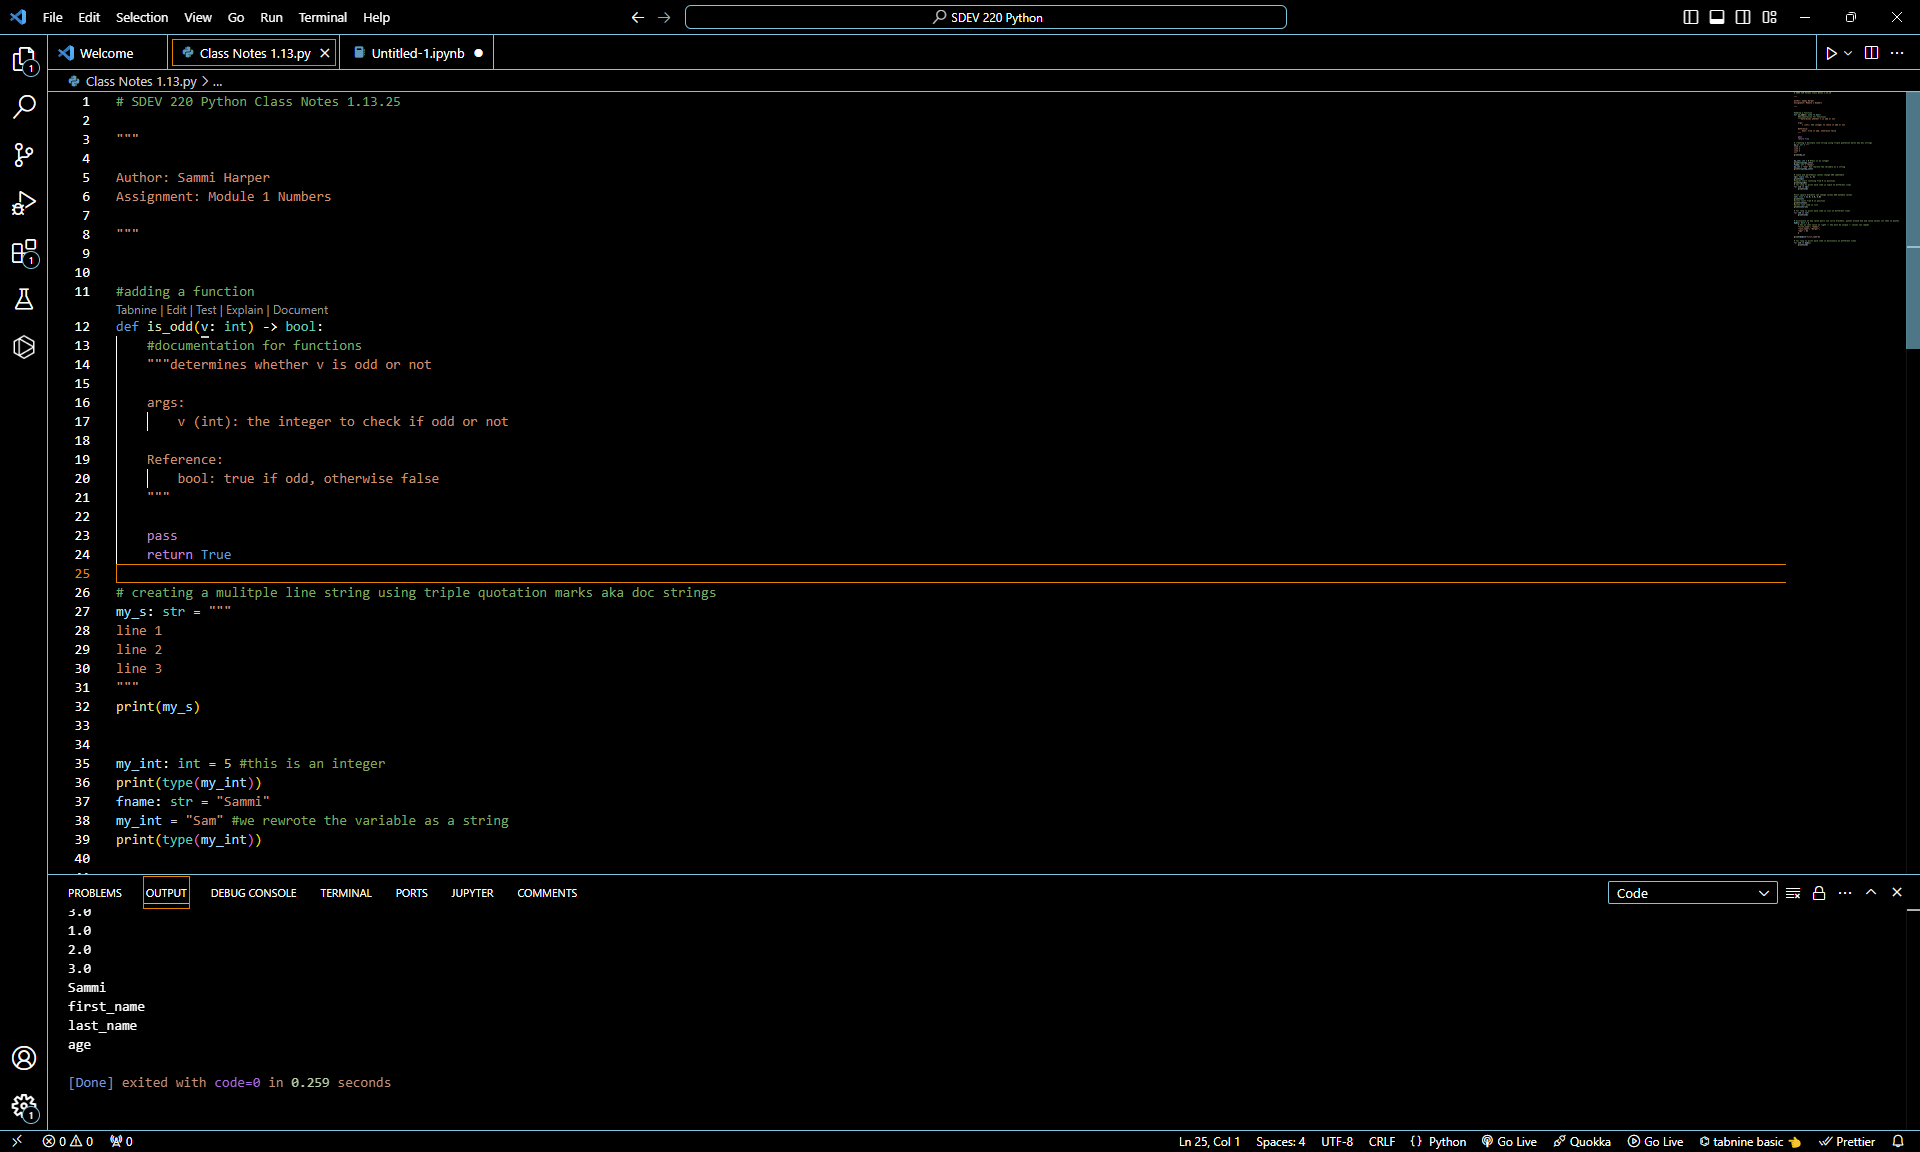 File Edit Selection View Go Run Terminal Help SDEV 220 Python
Welcome Class Notes 1.13.py Untitled-1.ipynb
Class Notes 1.13.py > ...
1 # SDEV 220 Python Class Notes 1.13.25
2
3 """
4
5 Author: Sammi Harper
6 Assignment: Module 1 Numbers
7
8 """
9
10
11 #adding a function
Tabnine | Edit | Test | Explain | Document
12 def is_odd(v: int) -> bool:
13 #documentation for functions
14 """determines whether v is odd or not
15
16 args:
17 v (int): the integer to check if odd or not
18
19 Reference:
20 bool: true if odd, otherwise false
21 """
22
23 pass
24 return True
25
26 # creating a mulitple line string using triple quotation marks aka doc strings
27 my_s: str = """
28 line 1
29 line 2
30 line 3
31 """
32 print(my_s)
33
34
35 my_int: int = 5 #this is an integer
36 print(type(my_int))
37 fname: str = "Sammi"
38 my_int = "Sam" #we rewrote the variable as a string
39 print(type(my_int))
40
PROBLEMS OUTPUT DEBUG CONSOLE TERMINAL PORTS JUPYTER COMMENTS Code
3.0
1.0
2.0
3.0
Sammi
first_name
last_name
age
[Done] exited with code=0 in 0.259 seconds
1
1
1
0 0 0 Ln 25, Col 1 Spaces: 4 UTF-8 CRLF {} Python Go Live Quokka Go Live tabnine basic Prettier